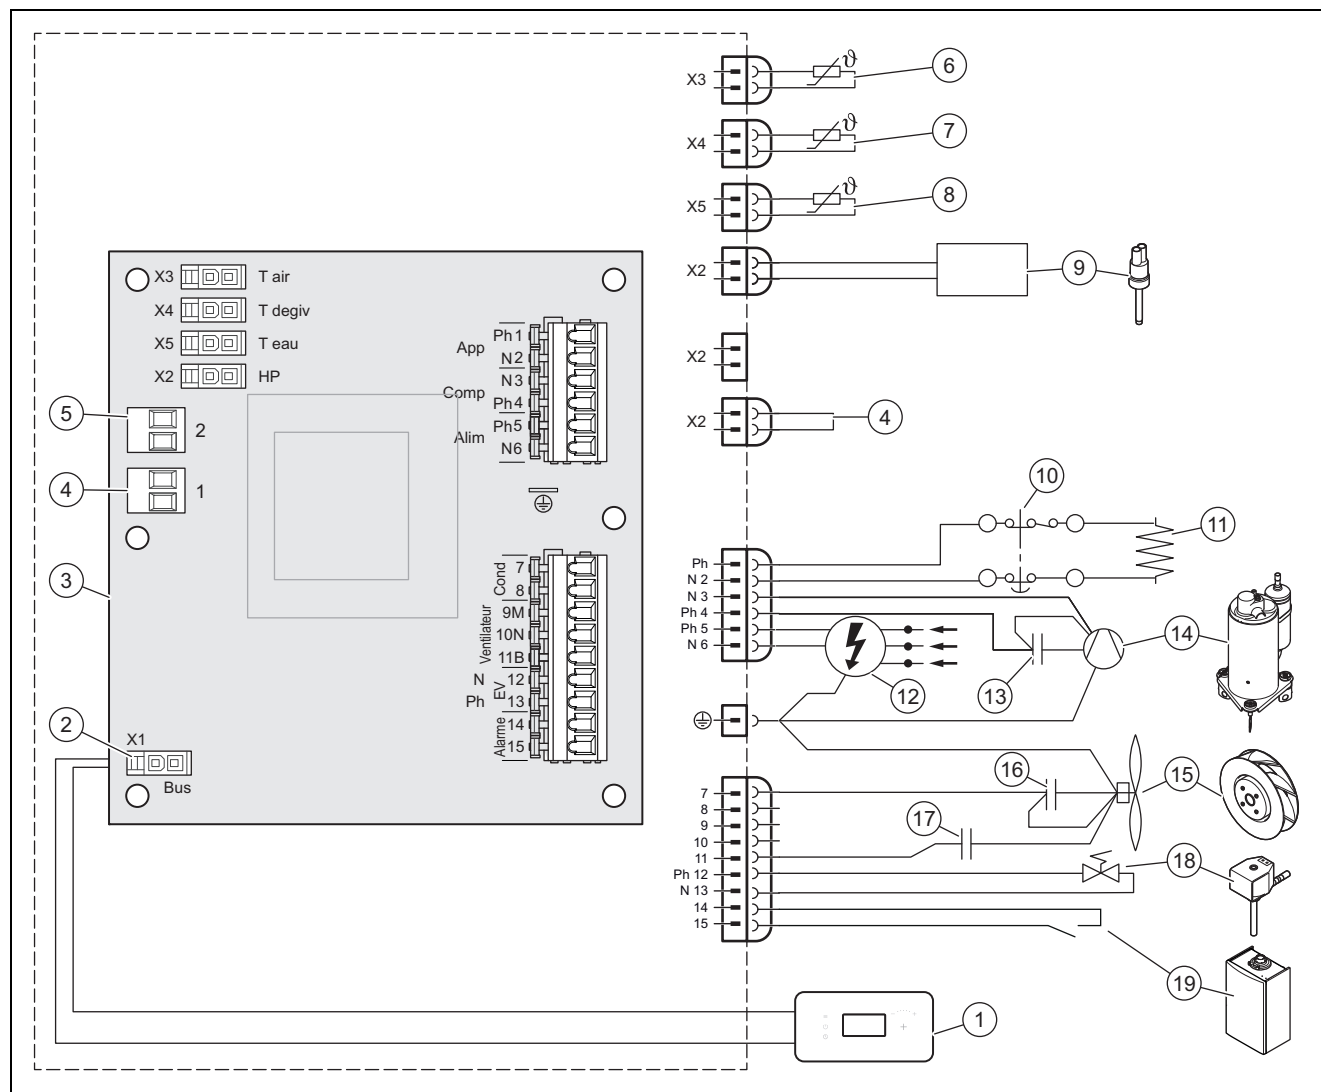 X3
ϑ
6
X4
ϑ
7
X5
ϑ
8
X2
9
X2
X2
4
X3 T air
X4 T degiv
X5 T eau
X2 HP
5
2
4
1
3
2
X1
Bus
App
Comp
Alim
Ph1
N2
N3
Ph4
Ph5
N6
Cond
Ventilateur
EV
Alarme
7
8
9M
10N
11B
N 12
Ph 13
14
15
10
11
Ph
N 2
N 3
Ph 4
Ph 5
N 6
12
13
14
7
8
9
10
11
Ph 12
N 13
14
15
16
15
17
18
19
1
+